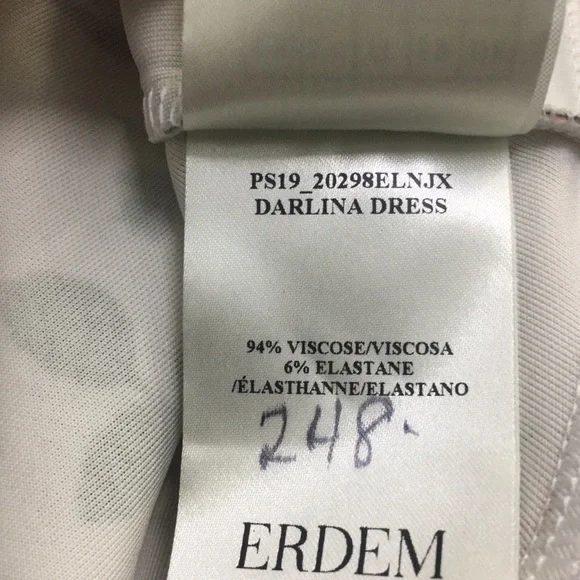 PS19_20298ELNJX
DARLINA DRESS
94% VISCOSE/VISCOSA
6% ELASTANE
/ÉLASTHANNE/ELASTANO
248.
ERDEM